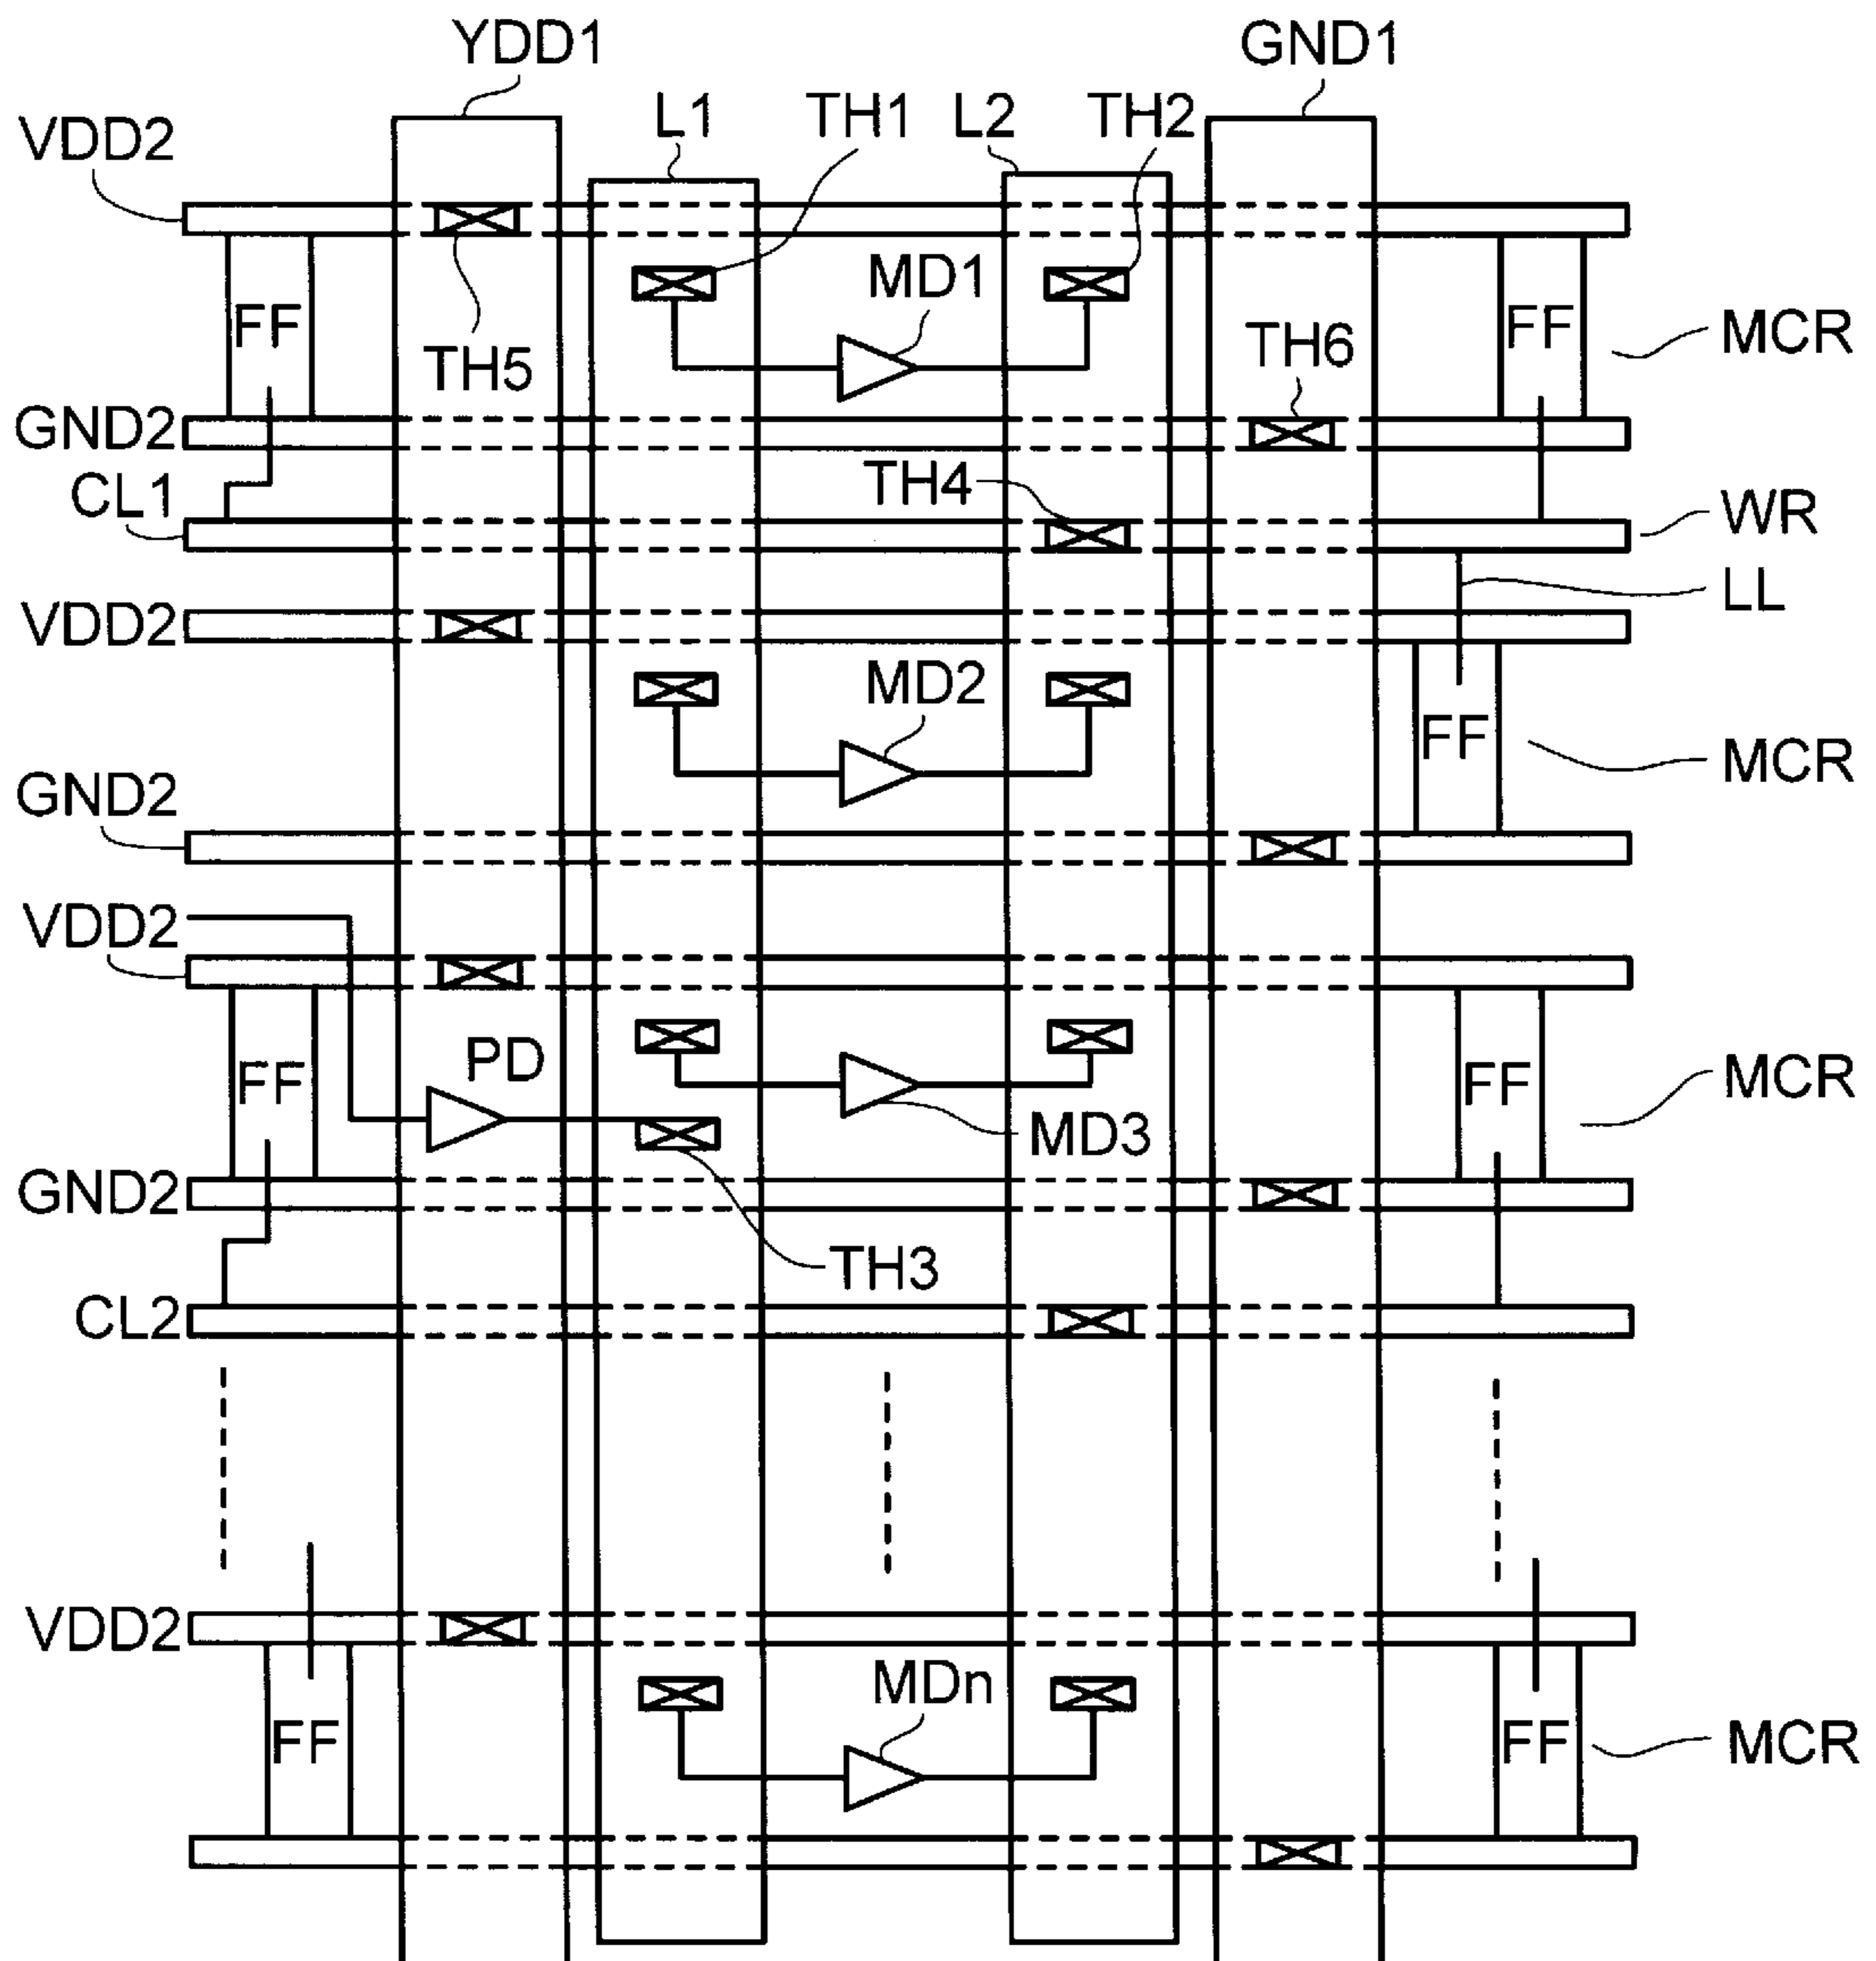 YDD1
GND1
L1
TH1
L2
TH2
VDD2
MD1
FF
FF
MCR
TH5
TH6
GND2
CL1
TH4
WR
LL
VDD2
MD2
FF
MCR
GND2
VDD2
PD
FF
FF
MCR
MD3
GND2
TH3
CL2
VDD2
MDn
FF
FF
MCR